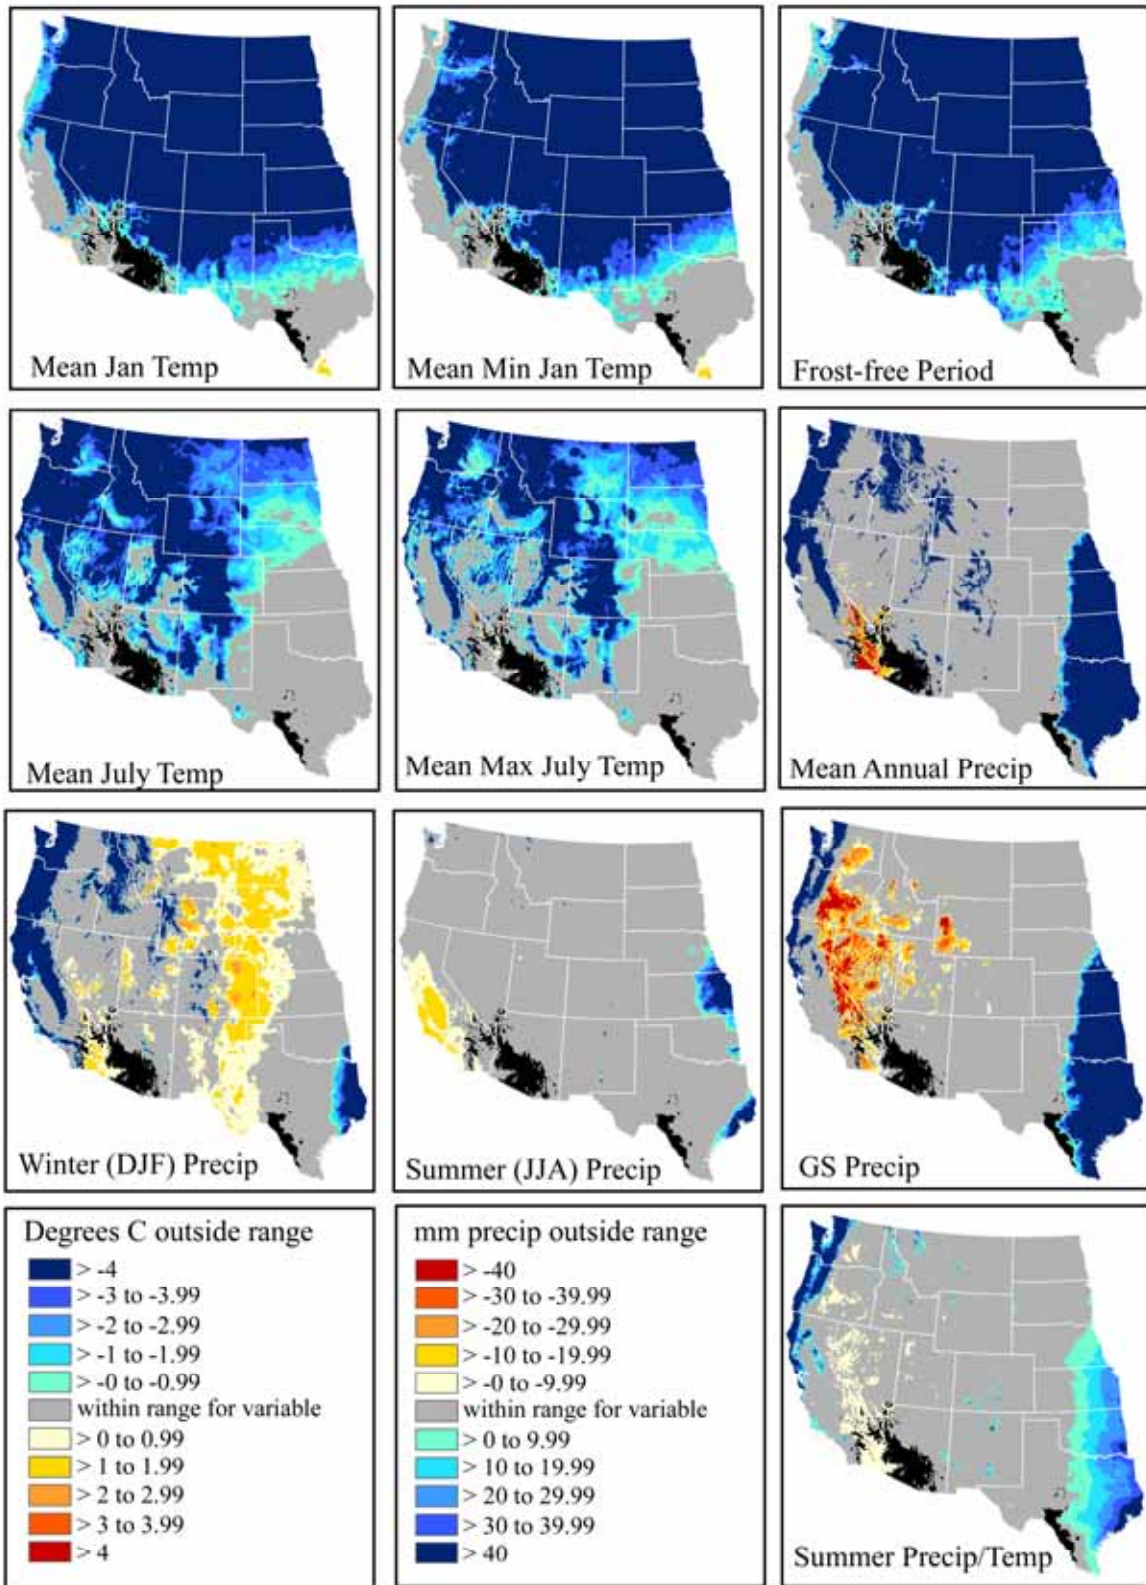 Mean Jan Temp
Mean Min Jan Temp
Frost-free Period
Mean July Temp
Mean Max July Temp
Mean Annual Precip
Winter (DJF) Precip
Summer (JJA) Precip
GS Precip
Degrees C outside range
> -4
> -3 to -3.99
> -2 to -2.99
> -1 to -1.99
> -0 to -0.99
within range for variable
> 0 to 0.99
> 1 to 1.99
> 2 to 2.99
> 3 to 3.99
> 4
mm precip outside range
> -40
> -30 to -39.99
> -20 to -29.99
> -10 to -19.99
> -0 to -9.99
within range for variable
> 0 to 9.99
> 10 to 19.99
> 20 to 29.99
> 30 to 39.99
> 40
Summer Precip/Temp